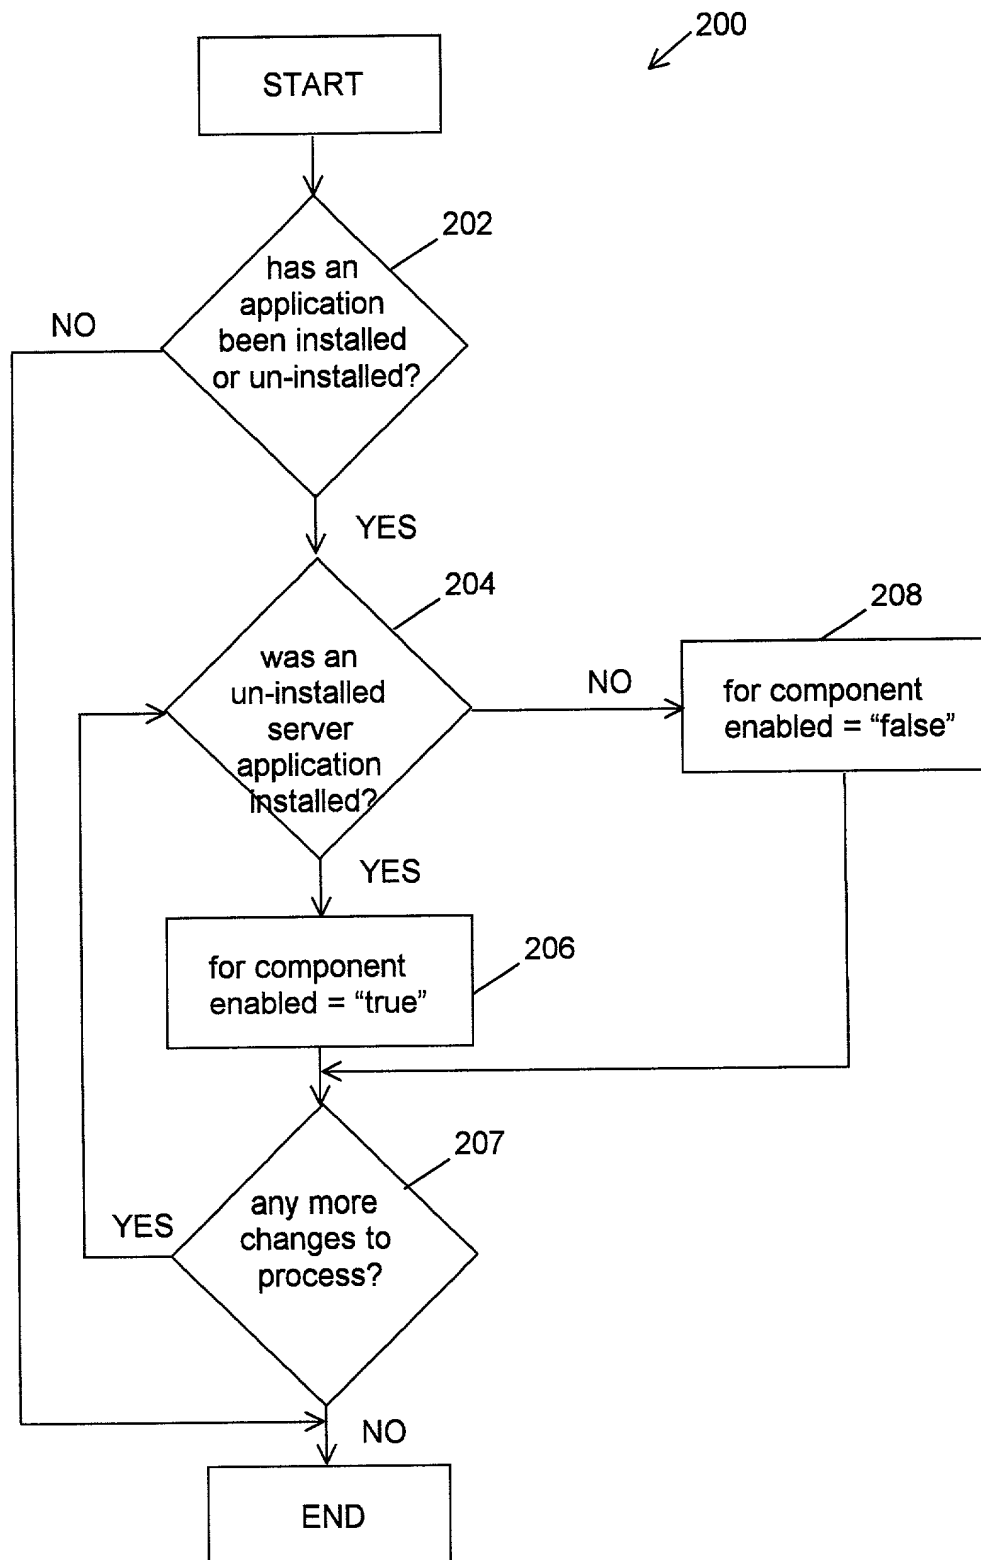 200
START
202
has an
application
been installed
or un-installed?
NO
YES
204
was an
un-installed
server
application
installed?
NO
208
for component
enabled = “false”
YES
206
for component
enabled = “true”
207
any more
changes to
process?
YES
NO
END